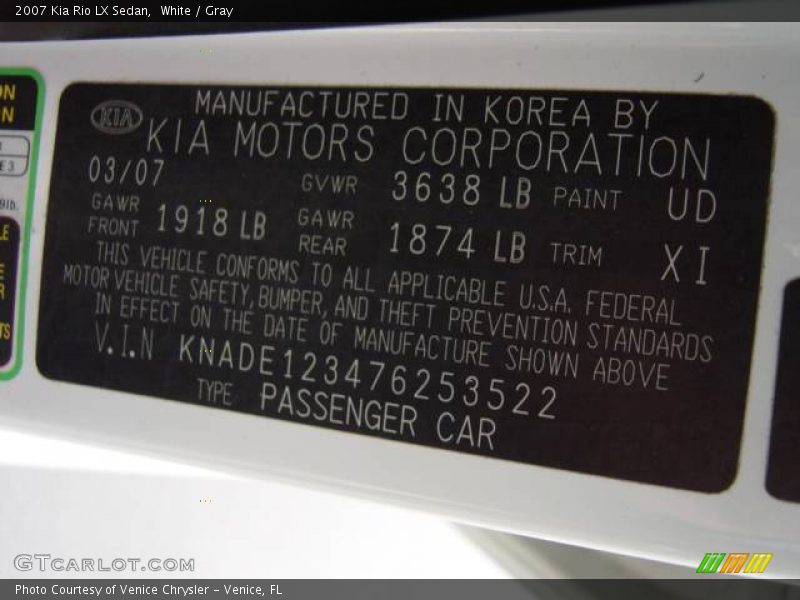 2007 Kia Rio LX Sedan, White / Gray
KIA
MANUFACTURED IN KOREA BY
KIA MOTORS CORPORATION
03/07 GVWR 3638 LB PAINT UD
GAWR FRONT 1918 LB GAWR REAR 1874 LB TRIM XI
THIS VEHICLE CONFORMS TO ALL APPLICABLE U.S.A. FEDERAL
MOTOR VEHICLE SAFETY, BUMPER, AND THEFT PREVENTION STANDARDS
IN EFFECT ON THE DATE OF MANUFACTURE SHOWN ABOVE
V.I.N KNADE123476253522
TYPE PASSENGER CAR
GTCARLOT.COM
Photo Courtesy of Venice Chrysler - Venice, FL